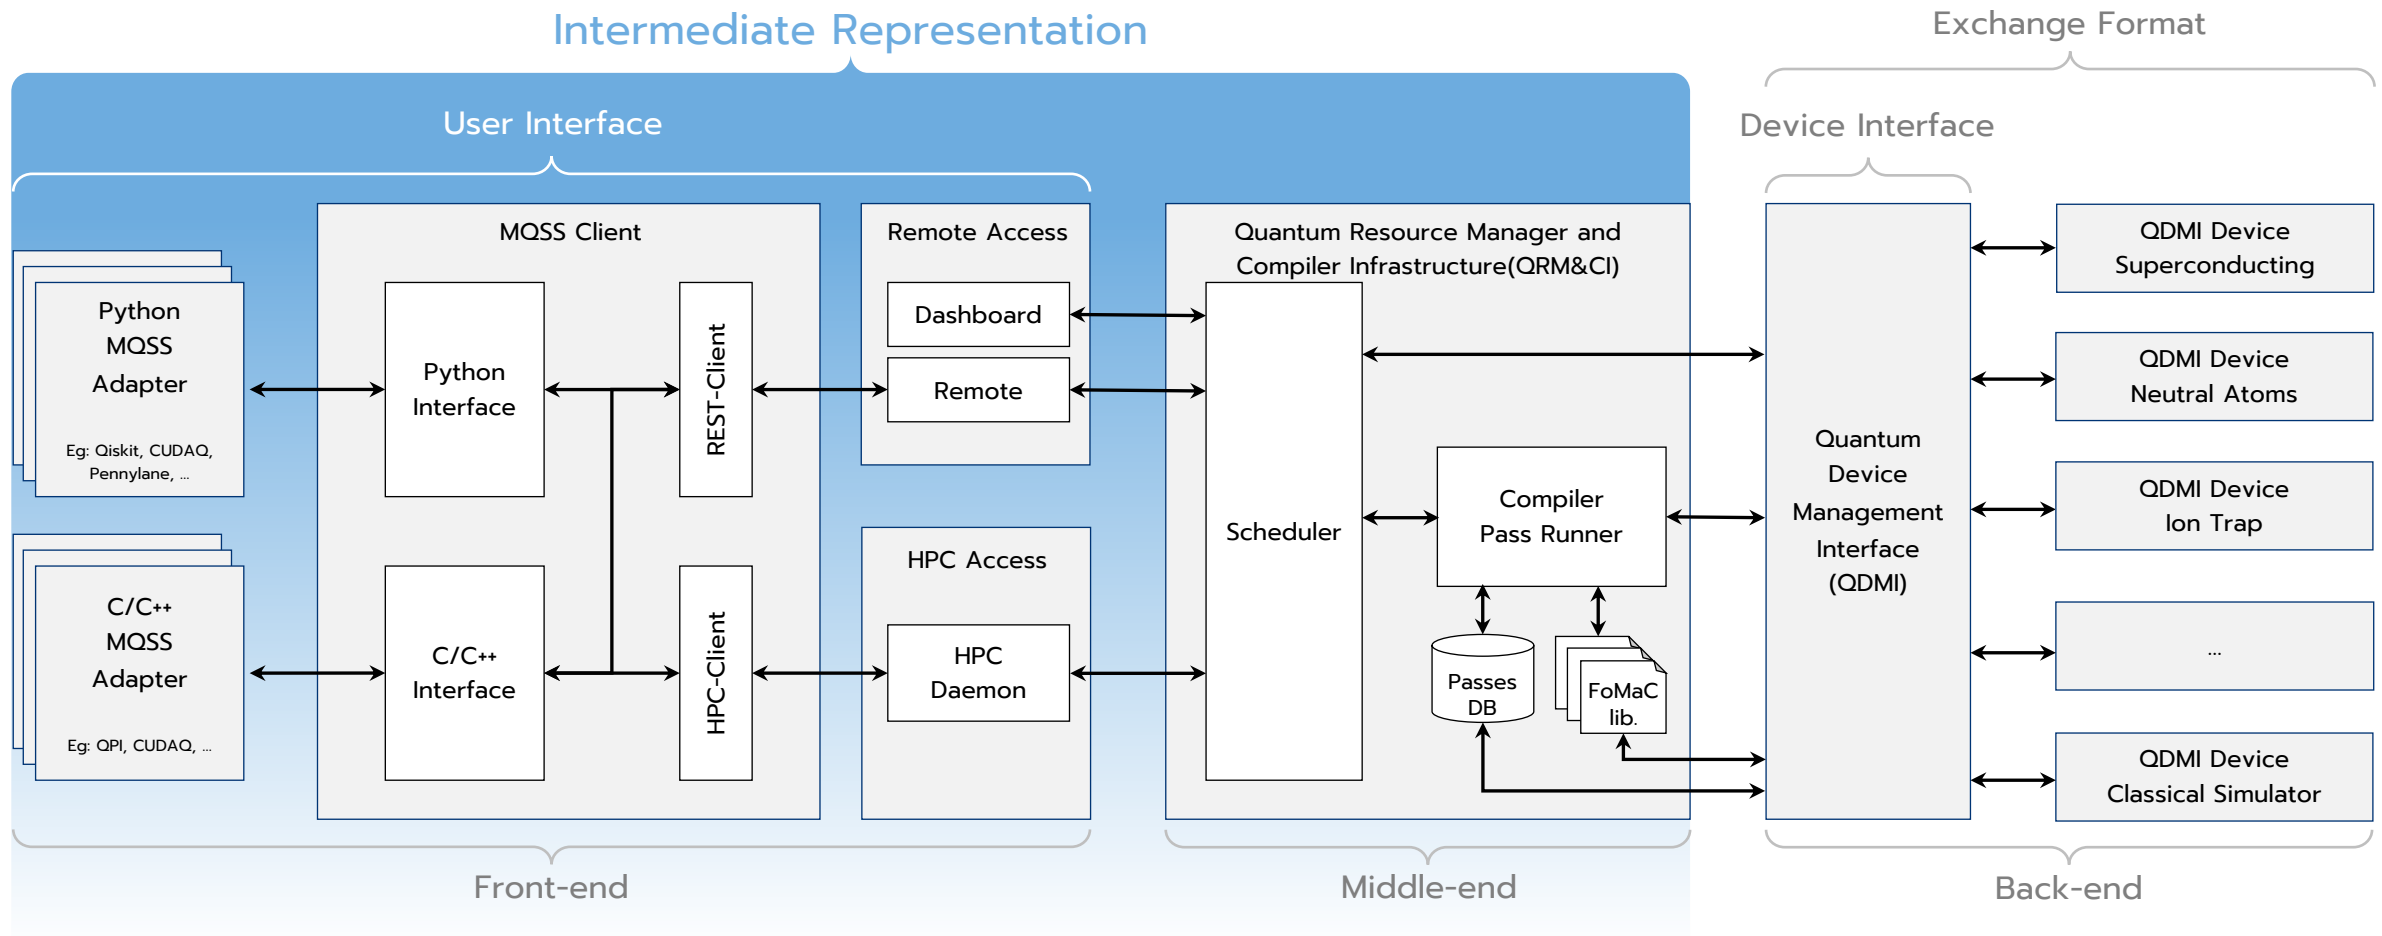 Intermediate Representation
Exchange Format
User Interface
Device Interface
Python
MQSS
Adapter
Eg: Qiskit, CUDAQ,
Pennylane, ...
C/C++
MQSS
Adapter
Eg: QPI, CUDAQ, ...
MQSS Client
Python
Interface
REST-Client
C/C++
Interface
HPC-Client
Remote Access
Dashboard
Remote
HPC Access
HPC
Daemon
Quantum Resource Manager and
Compiler Infrastructure(QRM&CI)
Scheduler
Compiler
Pass Runner
Passes
DB
FoMaC
lib.
Quantum
Device
Management
Interface
(QDMI)
QDMI Device
Superconducting
QDMI Device
Neutral Atoms
QDMI Device
Ion Trap
...
QDMI Device
Classical Simulator
Front-end
Middle-end
Back-end